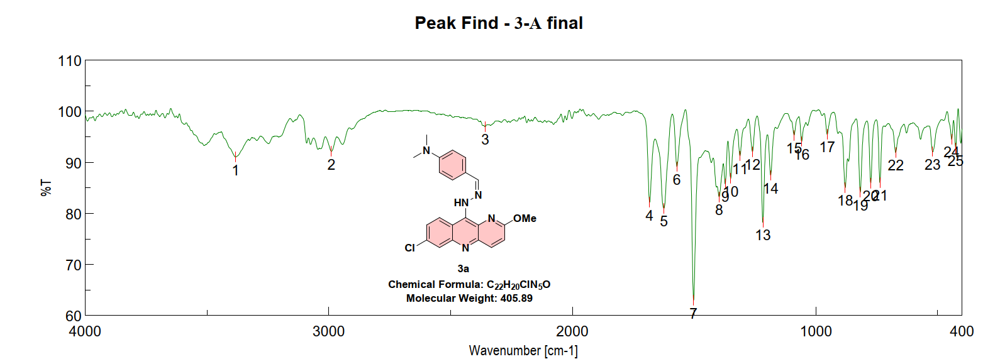 Peak Find - 3-A final
110
100
90
80
70
60
%T
4000
3000
2000
1000
400
Wavenumber [cm-1]
1
2
3
4
5
6
7
8
9
10
11
12
13
14
15
16
17
18
19
20
21
22
23
24
25
N
N
HN
N
OMe
Cl
N
3a
Chemical Formula: C22H20ClN5O
Molecular Weight: 405.89